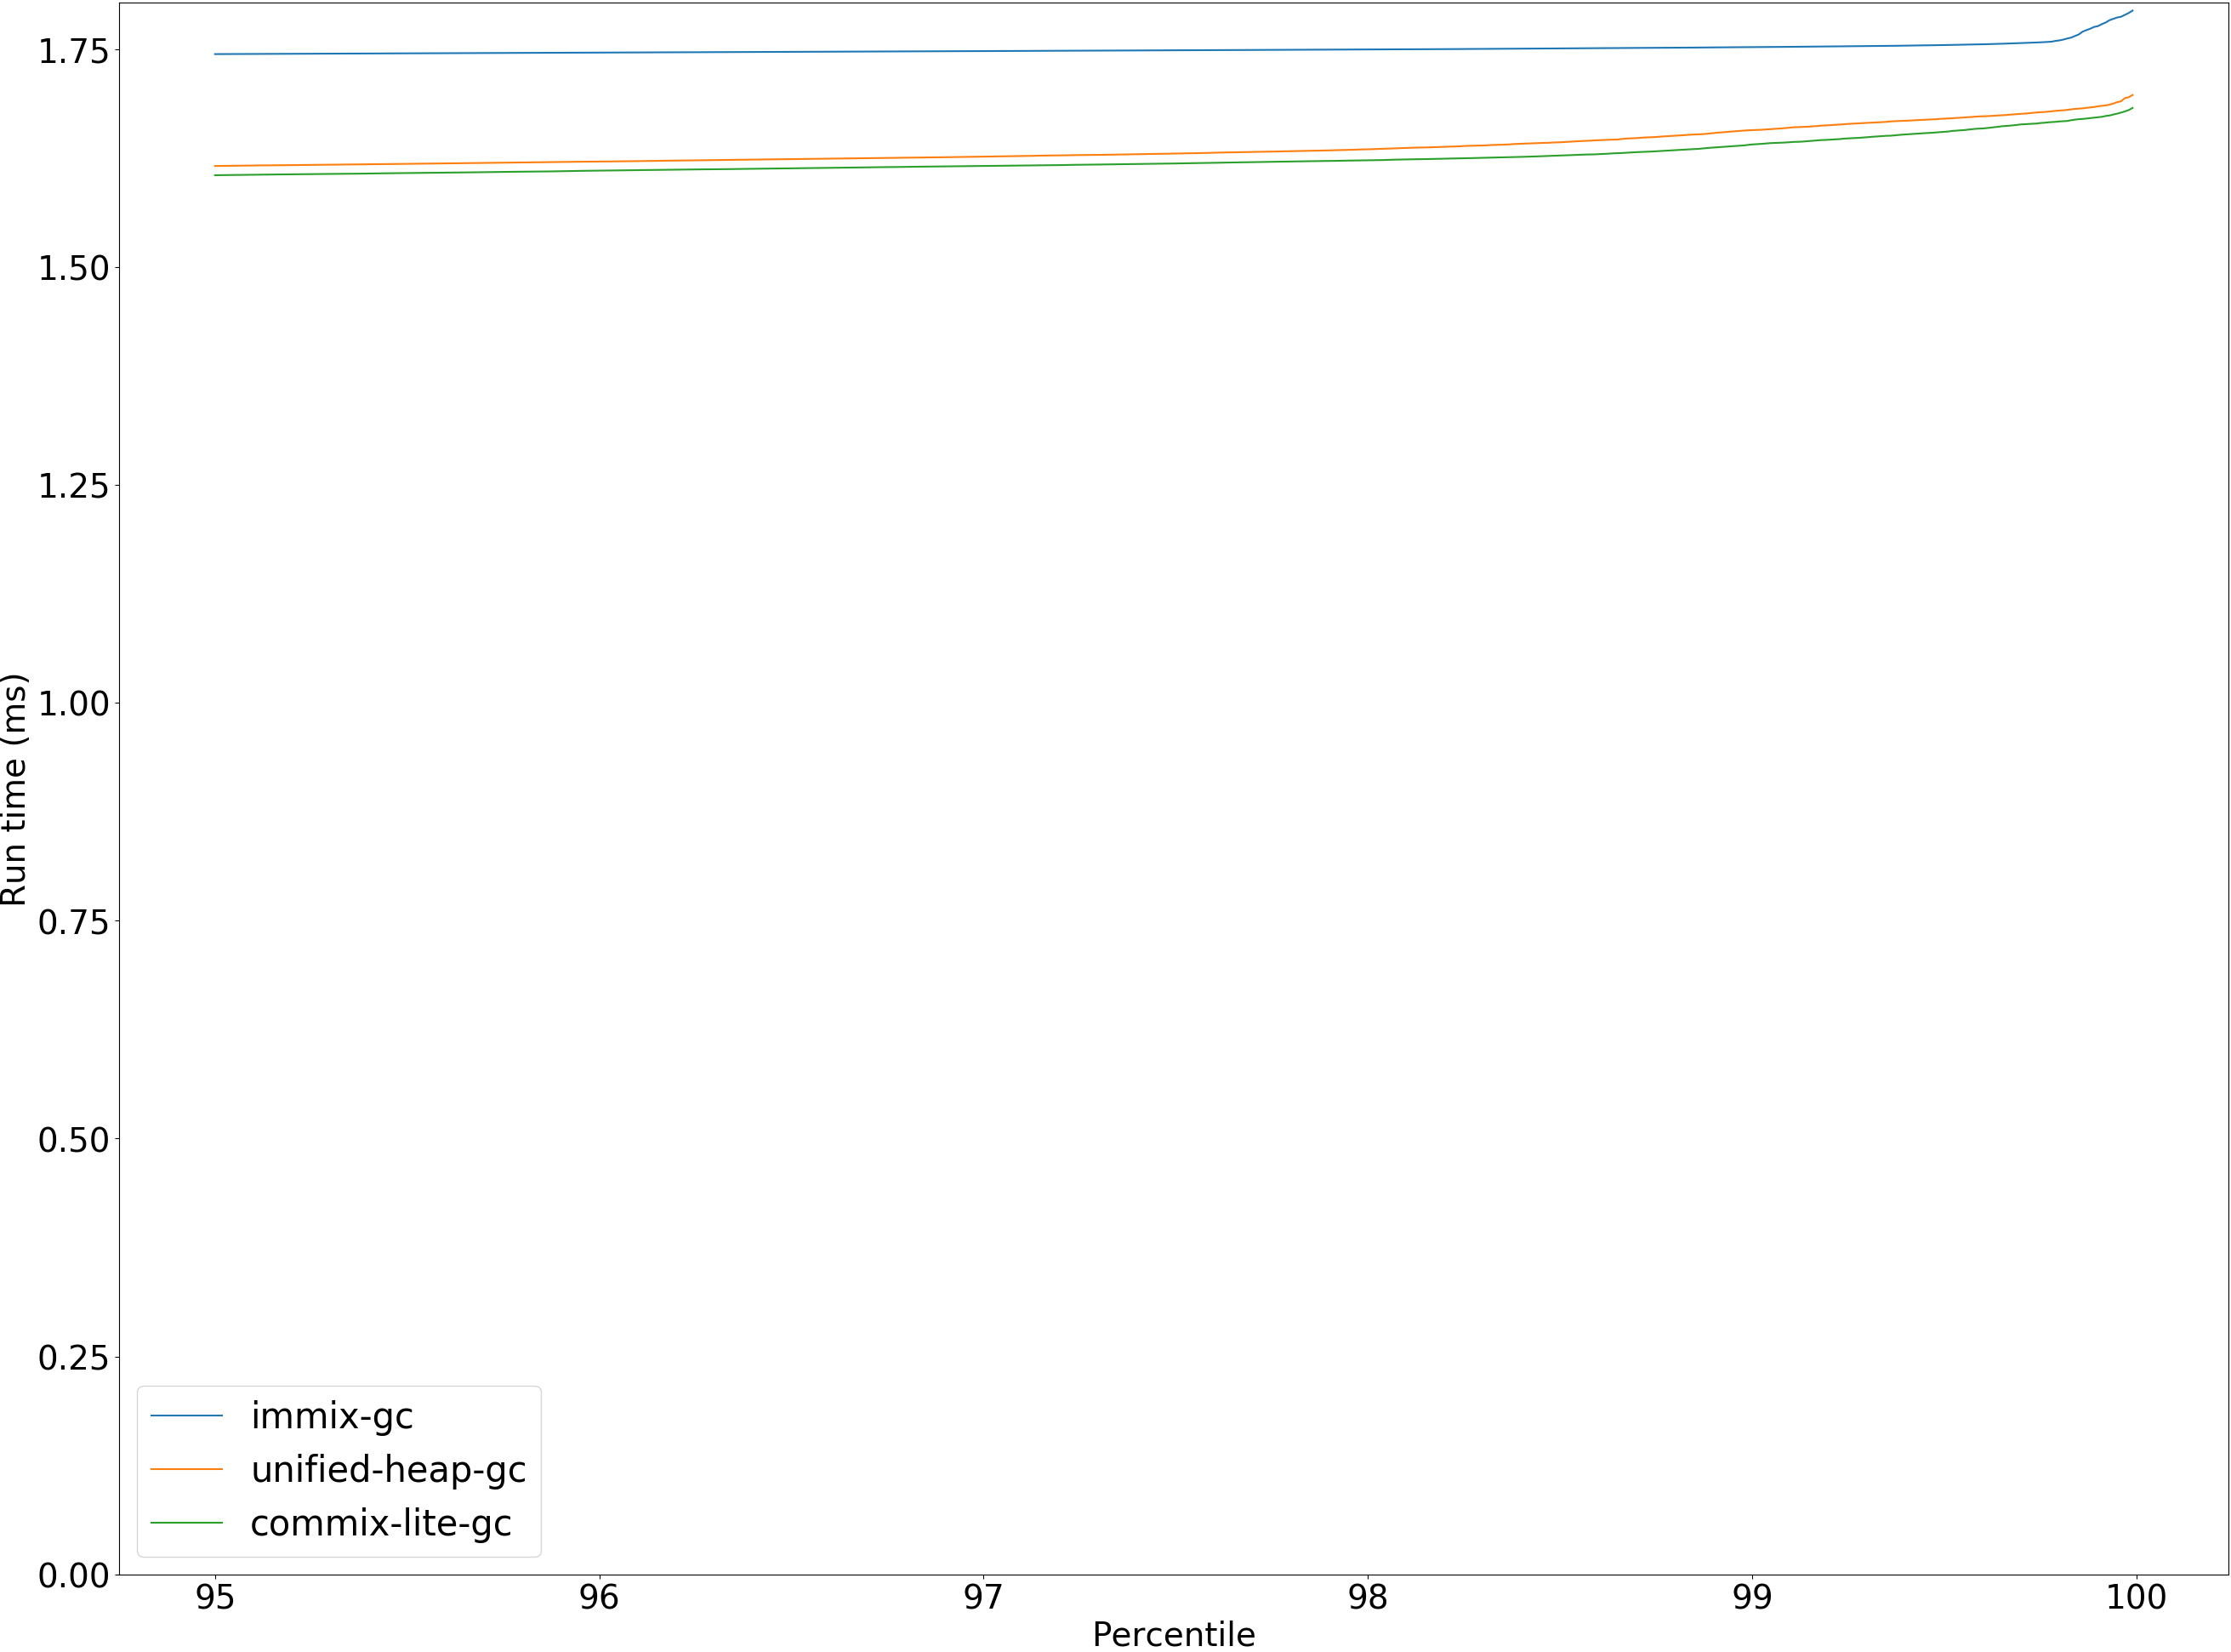 1.75
1.50
1.25
1.00
0.75
0.50
0.25
0.00
Run time (ms)
immix-gc
unified-heap-gc
commix-lite-gc
95 96 97 98 99 100
Percentile